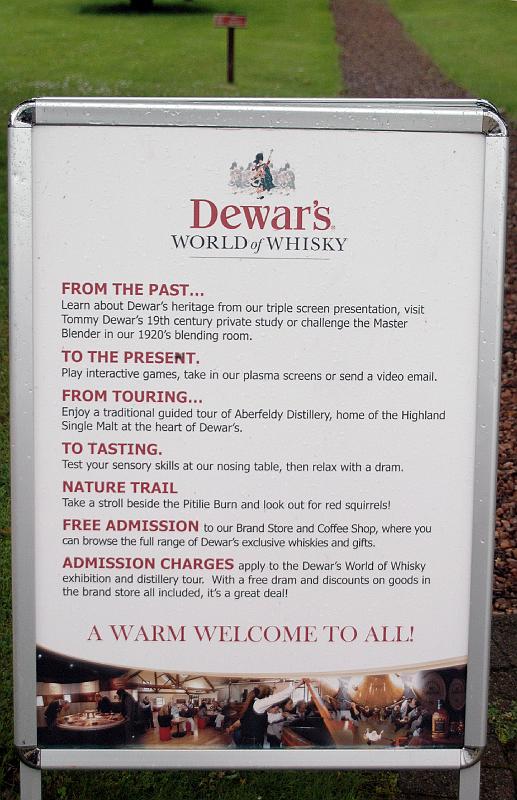 Dewar's
WORLD of WHISKY
FROM THE PAST...
Learn about Dewar's heritage from our triple screen presentation, visit
Tommy Dewar's 19th century private study or challenge the Master
Blender in our 1920's blending room.
TO THE PRESENT.
Play interactive games, take in our plasma screens or send a video email.
FROM TOURING...
Enjoy a traditional guided tour of Aberfeldy Distillery, home of the Highland
Single Malt at the heart of Dewar's.
TO TASTING.
Test your sensory skills at our nosing table, then relax with a dram.
NATURE TRAIL
Take a stroll beside the Pitilie Burn and look out for red squirrels!
FREE ADMISSION to our Brand Store and Coffee Shop, where you
can browse the full range of Dewar's exclusive whiskies and gifts.
ADMISSION CHARGES apply to the Dewar's World of Whisky
exhibition and distillery tour. With a free dram and discounts on goods in
the brand store all included, it's a great deal!
A WARM WELCOME TO ALL!